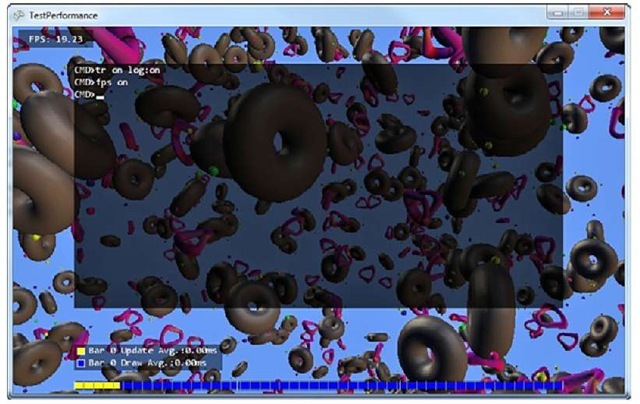 TestPerformance
FPS: 19.23
CMD>tr on log:on
CMD>fps on
CMD>_
Bar 0 Update Avg.:0.00ms
Bar 0 Draw Avg.:0.00ms